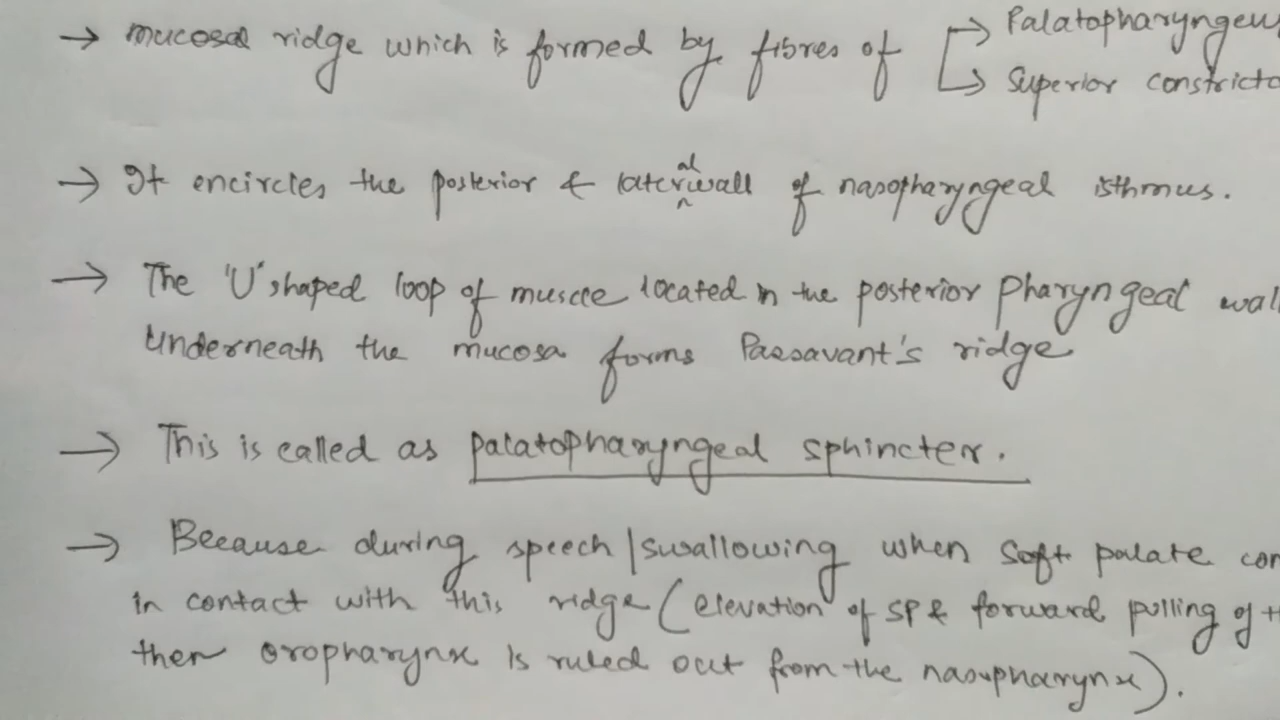 → mucosal ridge which is formed by fibres of → Palatopharyngeu
→ Superior constricto
→ It encircles the posterior & lateral wall of nasopharyngeal isthmus.
→ The 'U' shaped loop of muscle located in the posterior pharyngeal wal
underneath the mucosa forms Passavant's ridge
→ This is called as palatopharyngeal sphincter.
→ Because during speech/swallowing when soft palate com
in contact with this ridge (elevation of SP & forward pulling of t
then oropharynx is ruled out from the nasopharynx).